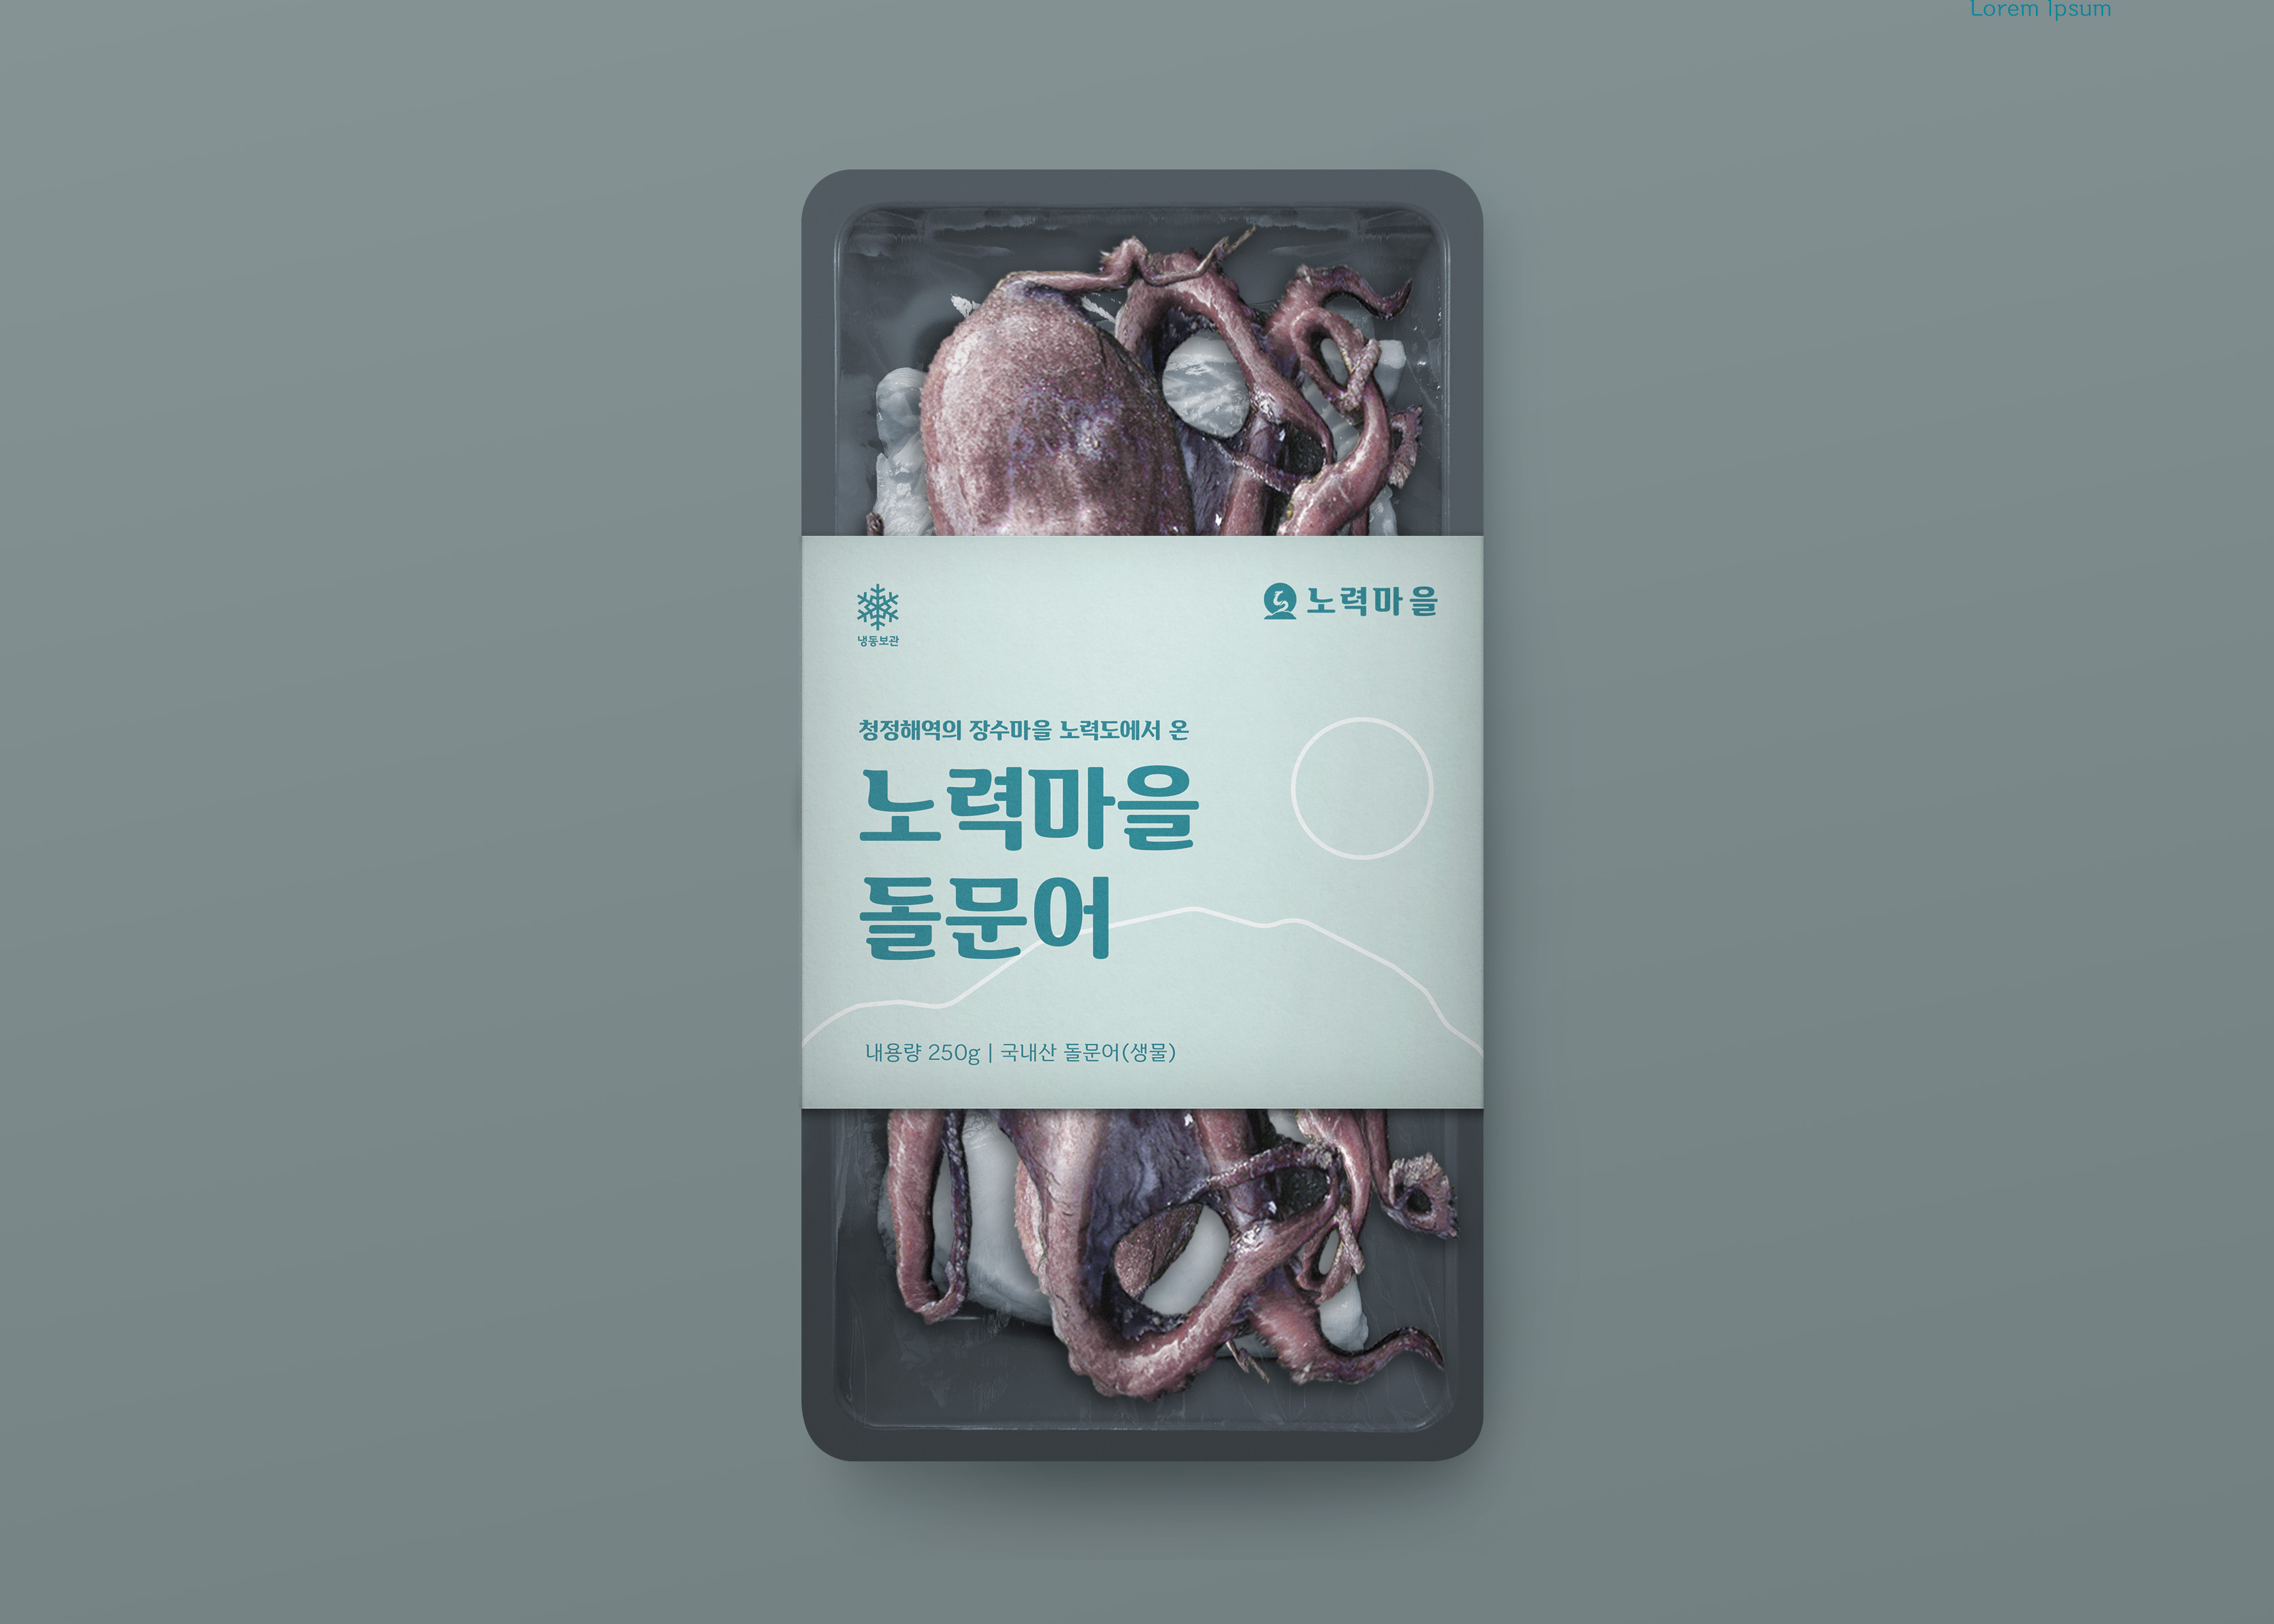 Lorem Ipsum
냉동보관
노력마을
청정해역의 장수마을 노력도에서 온
노력마을
돌문어
내용량 250g | 국내산 돌문어(생물)